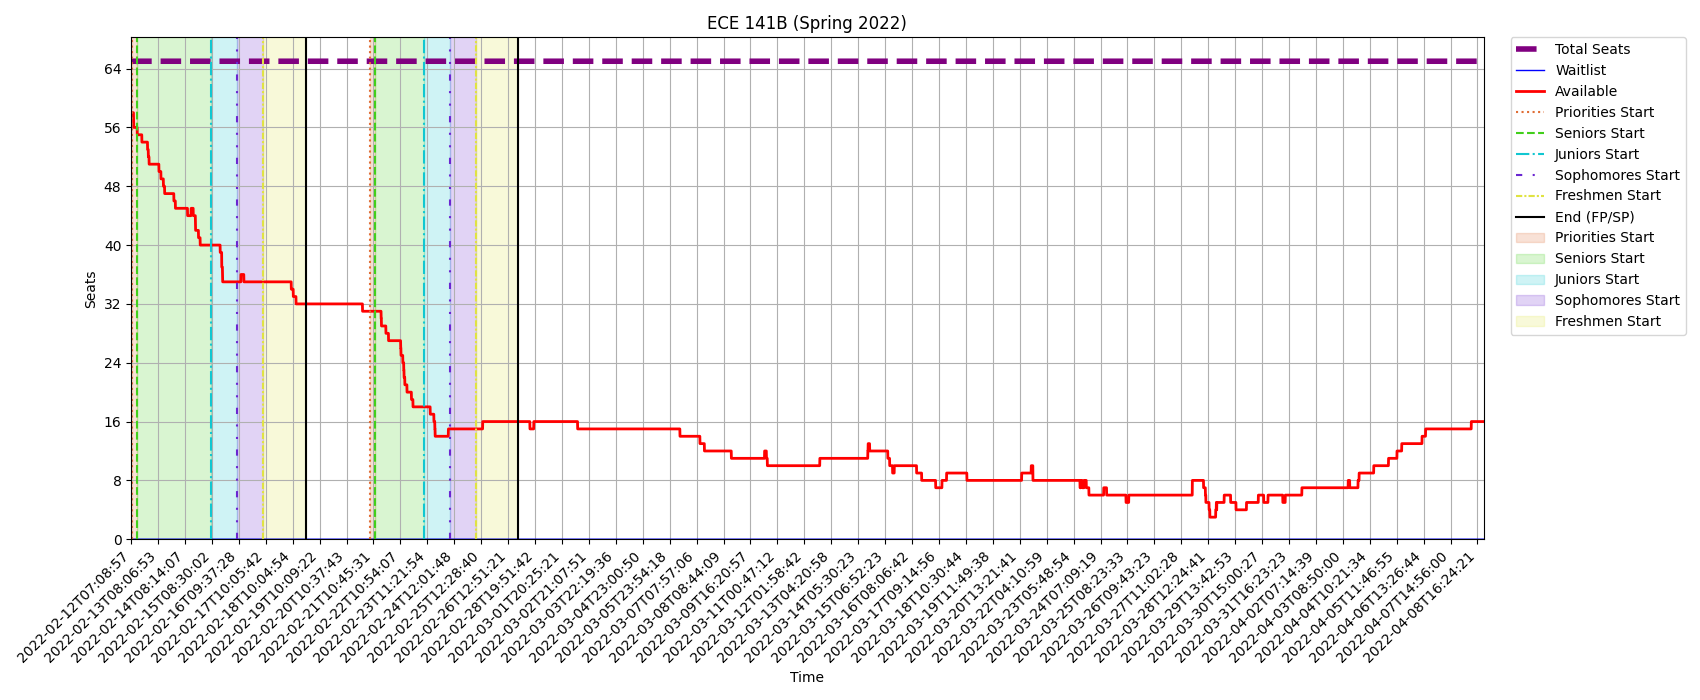 ECE 141B (Spring 2022)
Seats
64
56
48
40
32
24
16
8
0
2022-02-12T07:08:57
2022-02-13T08:06:53
2022-02-14T08:14:07
2022-02-15T08:30:02
2022-02-16T09:37:28
2022-02-17T10:05:42
2022-02-18T10:04:54
2022-02-19T10:09:22
2022-02-20T10:37:43
2022-02-21T10:45:31
2022-02-22T10:54:07
2022-02-23T11:21:54
2022-02-24T12:01:48
2022-02-25T12:28:40
2022-02-26T12:51:21
2022-02-28T19:51:42
2022-03-01T20:25:21
2022-03-02T21:07:51
2022-03-03T22:19:36
2022-03-04T23:00:50
2022-03-05T23:54:18
2022-03-07T07:57:06
2022-03-08T08:44:09
2022-03-09T16:20:57
2022-03-11T00:47:12
2022-03-12T01:58:42
2022-03-13T04:20:58
2022-03-14T05:30:23
2022-03-15T06:52:23
2022-03-16T08:06:42
2022-03-17T09:14:56
2022-03-18T10:30:44
2022-03-19T11:49:38
2022-03-20T13:21:41
2022-03-22T04:10:59
2022-03-23T05:48:54
2022-03-24T07:09:19
2022-03-25T08:23:33
2022-03-26T09:43:23
2022-03-27T11:02:28
2022-03-28T12:24:41
2022-03-29T13:42:53
2022-03-30T15:00:27
2022-03-31T16:23:23
2022-04-02T07:14:39
2022-04-03T08:50:00
2022-04-04T10:21:34
2022-04-05T11:46:55
2022-04-06T13:26:44
2022-04-07T14:56:00
2022-04-08T16:24:21
Time
Total Seats
Waitlist
Available
Priorities Start
Seniors Start
Juniors Start
Sophomores Start
Freshmen Start
End (FP/SP)
Priorities Start
Seniors Start
Juniors Start
Sophomores Start
Freshmen Start